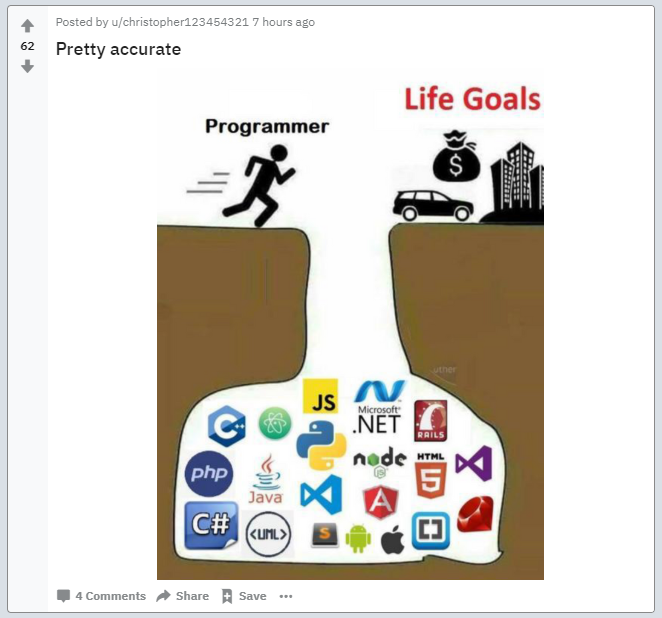 Posted by u/christopher123454321 7 hours ago
62
Pretty accurate
Life Goals
Programmer
$
JS
Microsoft®
.NET
C
RAILS
php
Java
node
JS
HTML
5
C#
<UML>
S
A
4 Comments
Share
Save